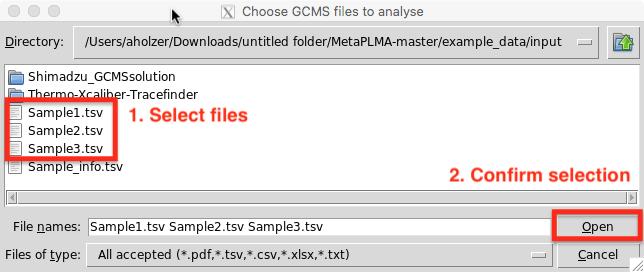 Choose GCMS files to analyse
Directory: /Users/aholzer/Downloads/untitled folder/MetaPLMA-master/example_data/input
Shimadzu_GCMSsolution
Thermo-Xcaliber-Tracefinder
Sample1.tsv
1. Select files
Sample2.tsv
Sample3.tsv
Sample_info.tsv
2. Confirm selection
File names: Sample1.tsv Sample2.tsv Sample3.tsv
Open
Files of type: All accepted (*.pdf,*.tsv,*.csv,*.xlsx,*.txt)
Cancel